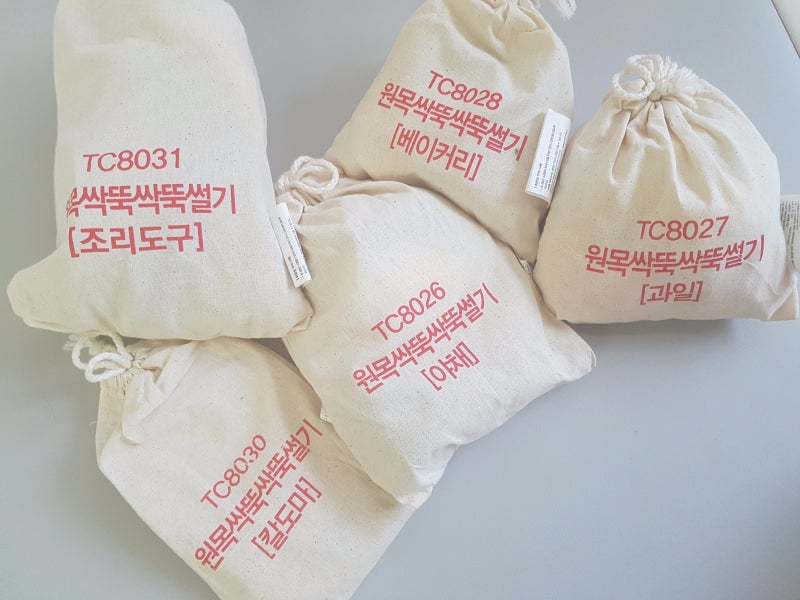 TC8031
목싹뚝싹뚝썰기
[조리도구]
TC8028
원목싹뚝싹뚝썰기
[베이커리]
TC8027
원목싹뚝싹뚝썰기
[과일]
TC8026
원목싹뚝싹뚝썰기
[야채]
TC8030
원목싹뚝싹뚝썰기
[칼도마]